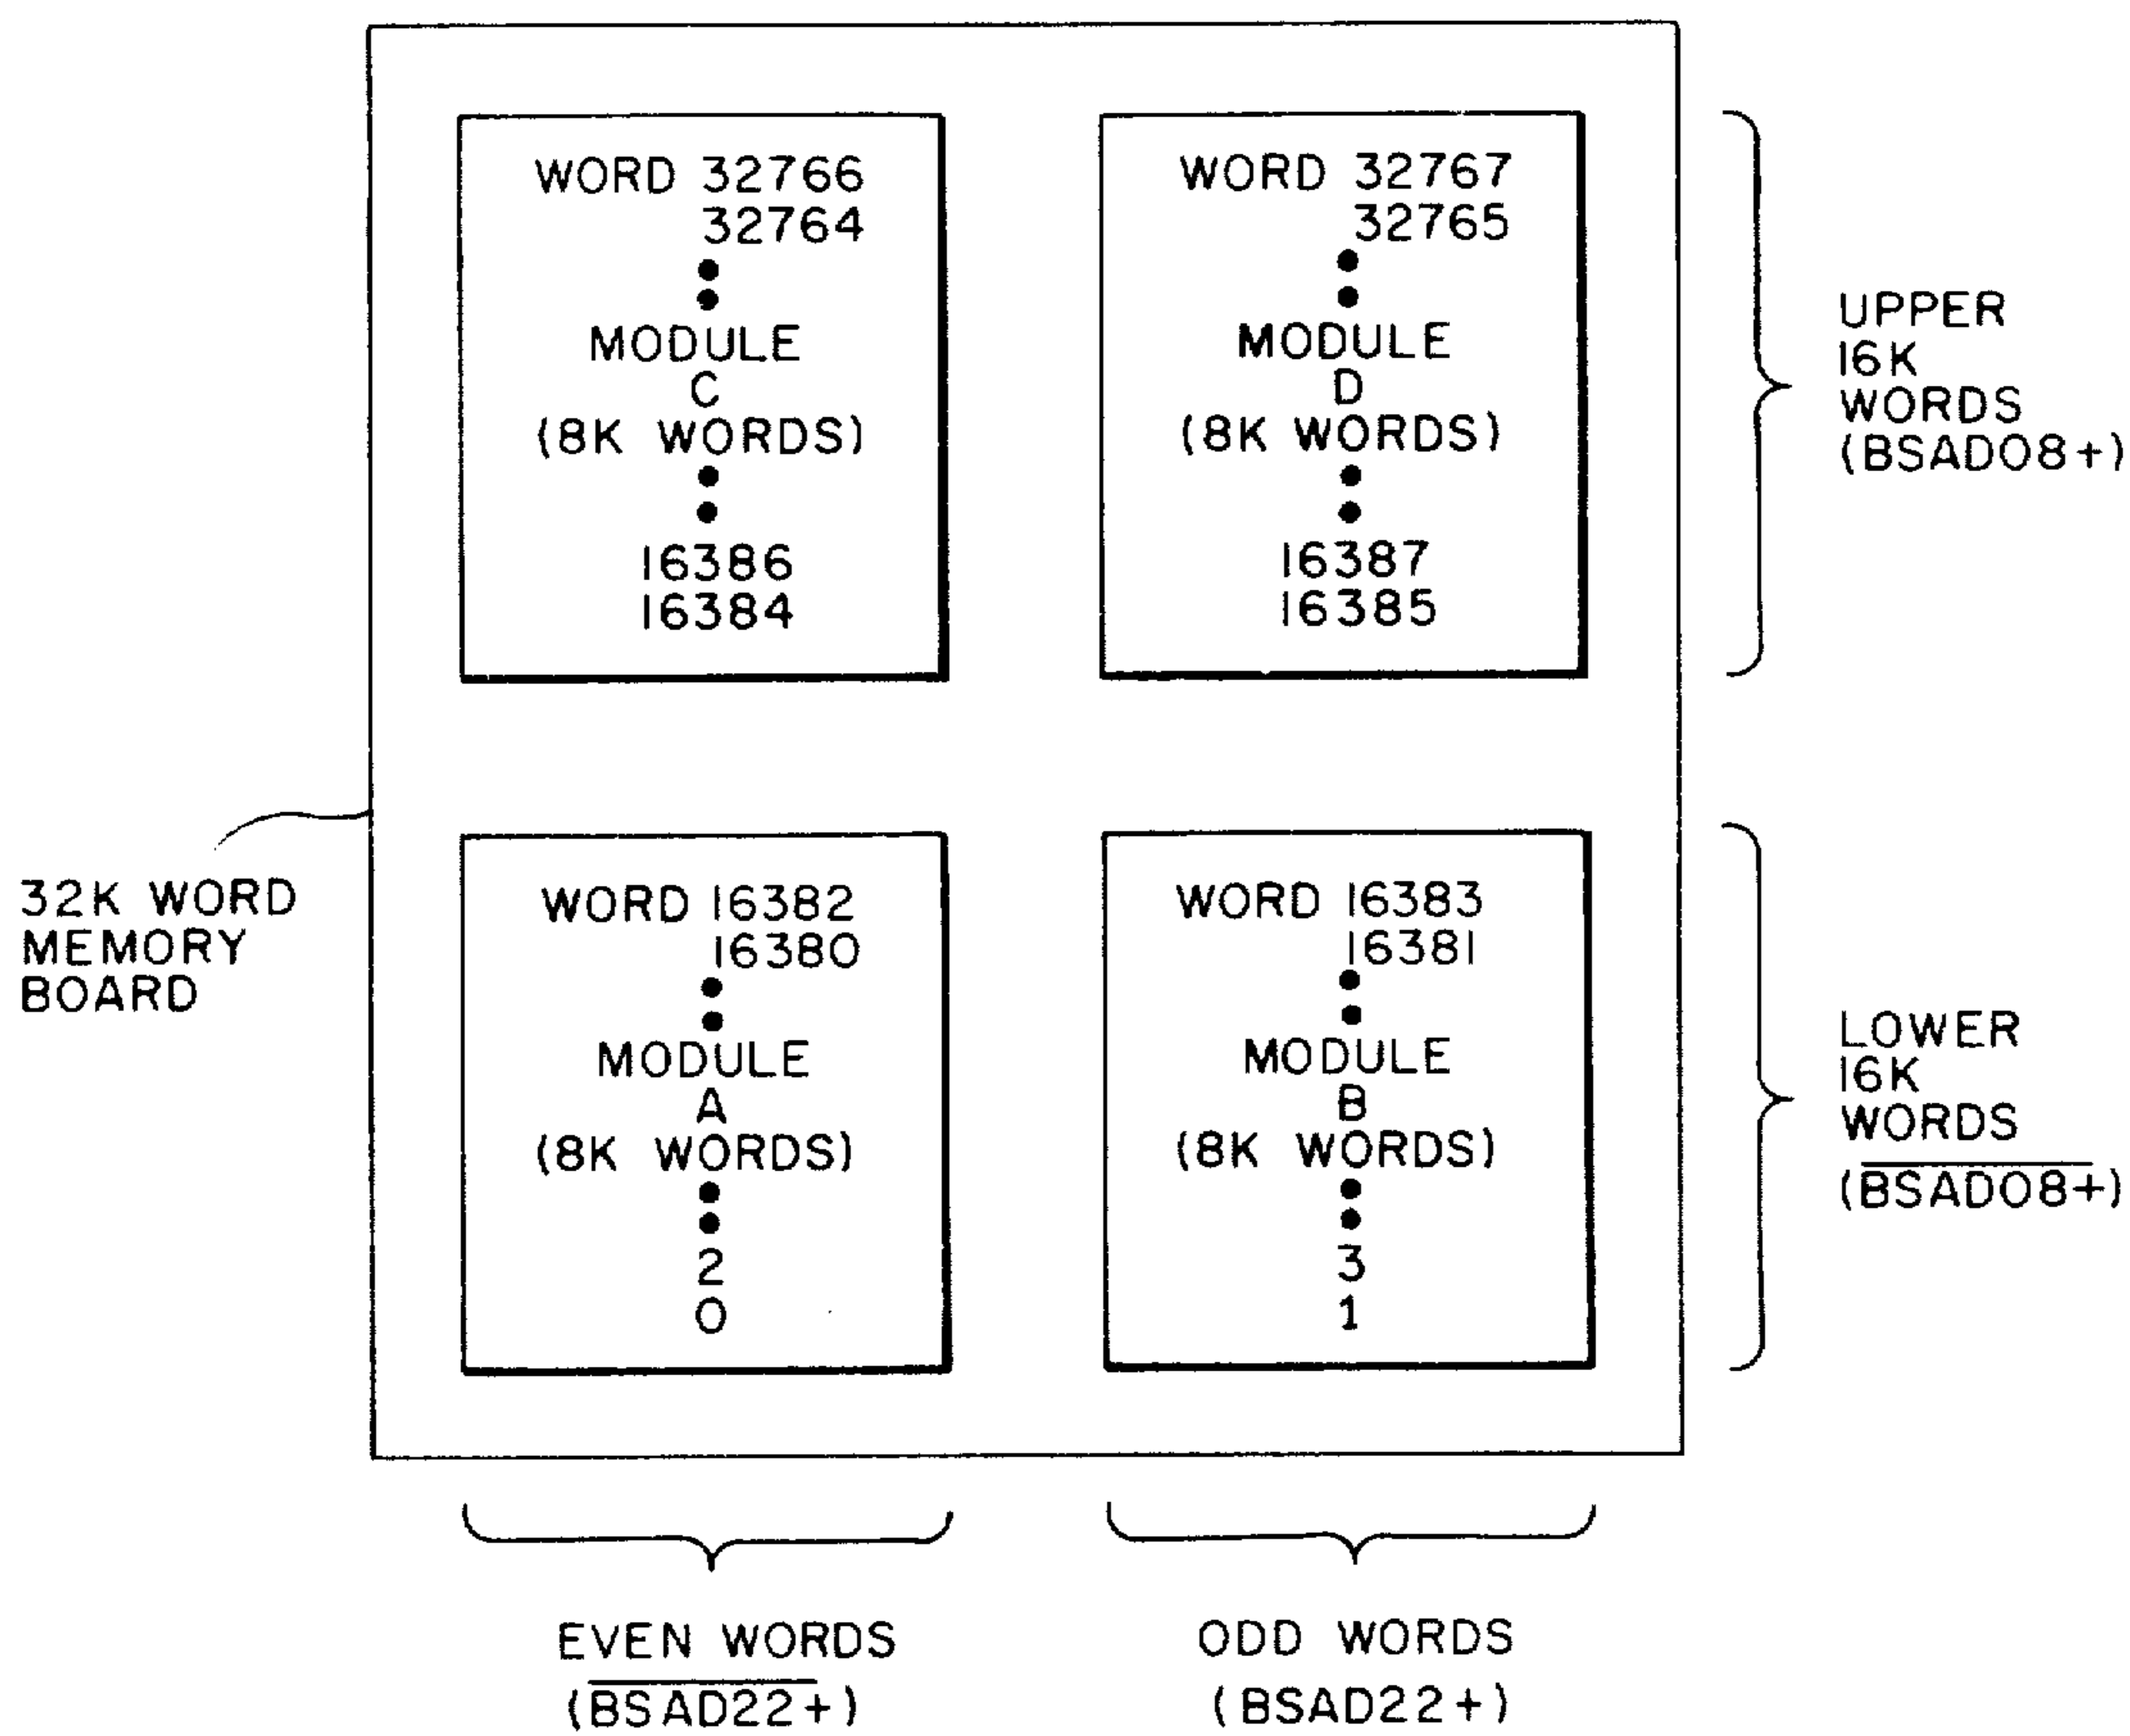 WORD 32766
32764
MODULE
C
(8K WORDS)
16386
16384
WORD 32767
32765
MODULE
D
(8K WORDS)
16387
16385
UPPER
16K
WORDS
(BSAD08+)
32K WORD
MEMORY
BOARD
WORD 16382
16380
MODULE
A
(8K WORDS)
2
0
WORD 16383
16381
MODULE
B
(8K WORDS)
3
1
LOWER
16K
WORDS
(BSAD08+)
EVEN WORDS
(BSAD22+)
ODD WORDS
(BSAD22+)